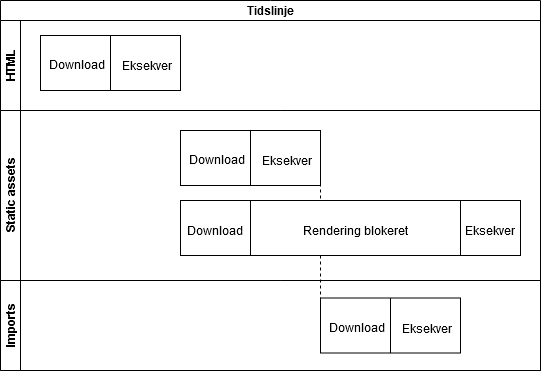 Tidslinje
HTML
Download
Eksekver
Static assets
Download
Eksekver
Download
Rendering blokeret
Eksekver
Imports
Download
Eksekver